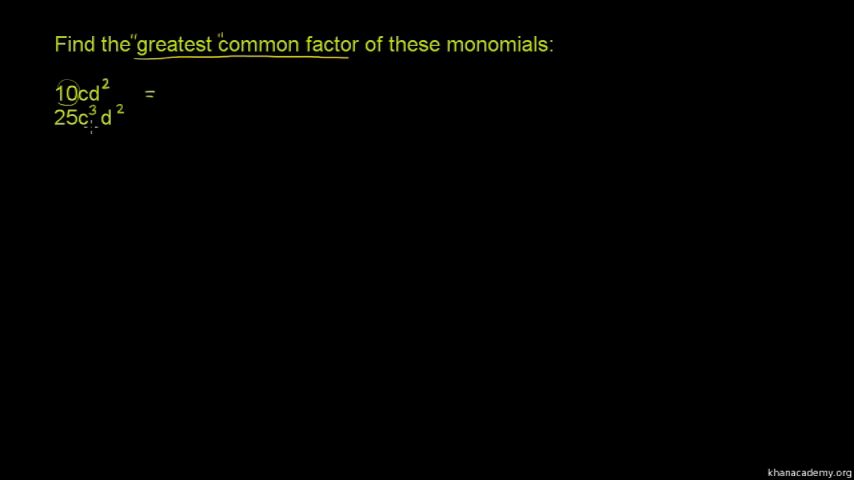 Find the "greatest "common factor of these monomials:
10cd² =
25c³d²
khanacademy.org